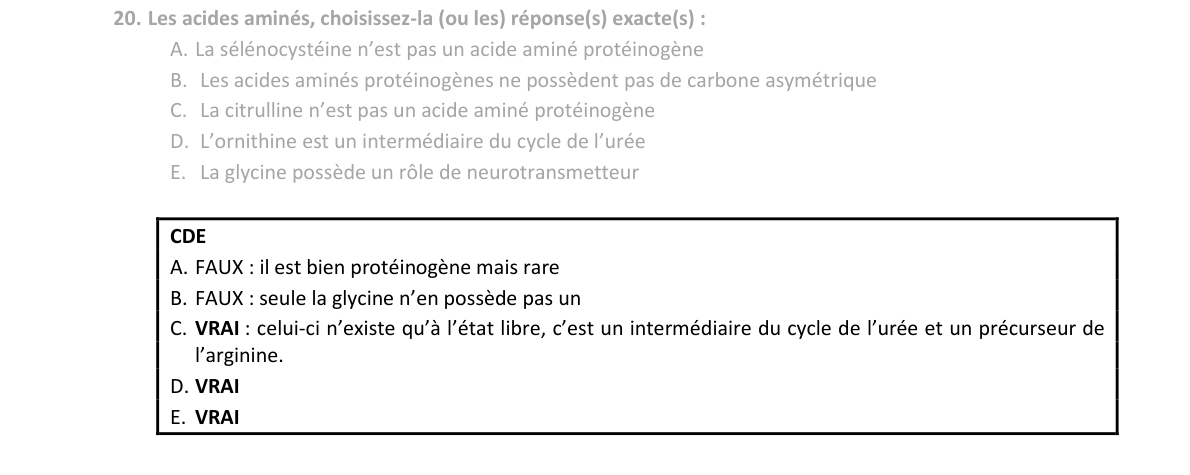 20. Les acides aminés, choisissez-la (ou les) réponse(s) exacte(s) :
A. La sélénocystéine n’est pas un acide aminé protéinogène
B. Les acides aminés protéinogènes ne possèdent pas de carbone asymétrique
C. La citrulline n’est pas un acide aminé protéinogène
D. L’ornithine est un intermédiaire du cycle de l’urée
E. La glycine possède un rôle de neurotransmetteur
CDE
A. FAUX : il est bien protéinogène mais rare
B. FAUX : seule la glycine n’en possède pas un
C. VRAI : celui-ci n’existe qu’à l’état libre, c’est un intermédiaire du cycle de l’urée et un précurseur de
l’arginine.
D. VRAI
E. VRAI